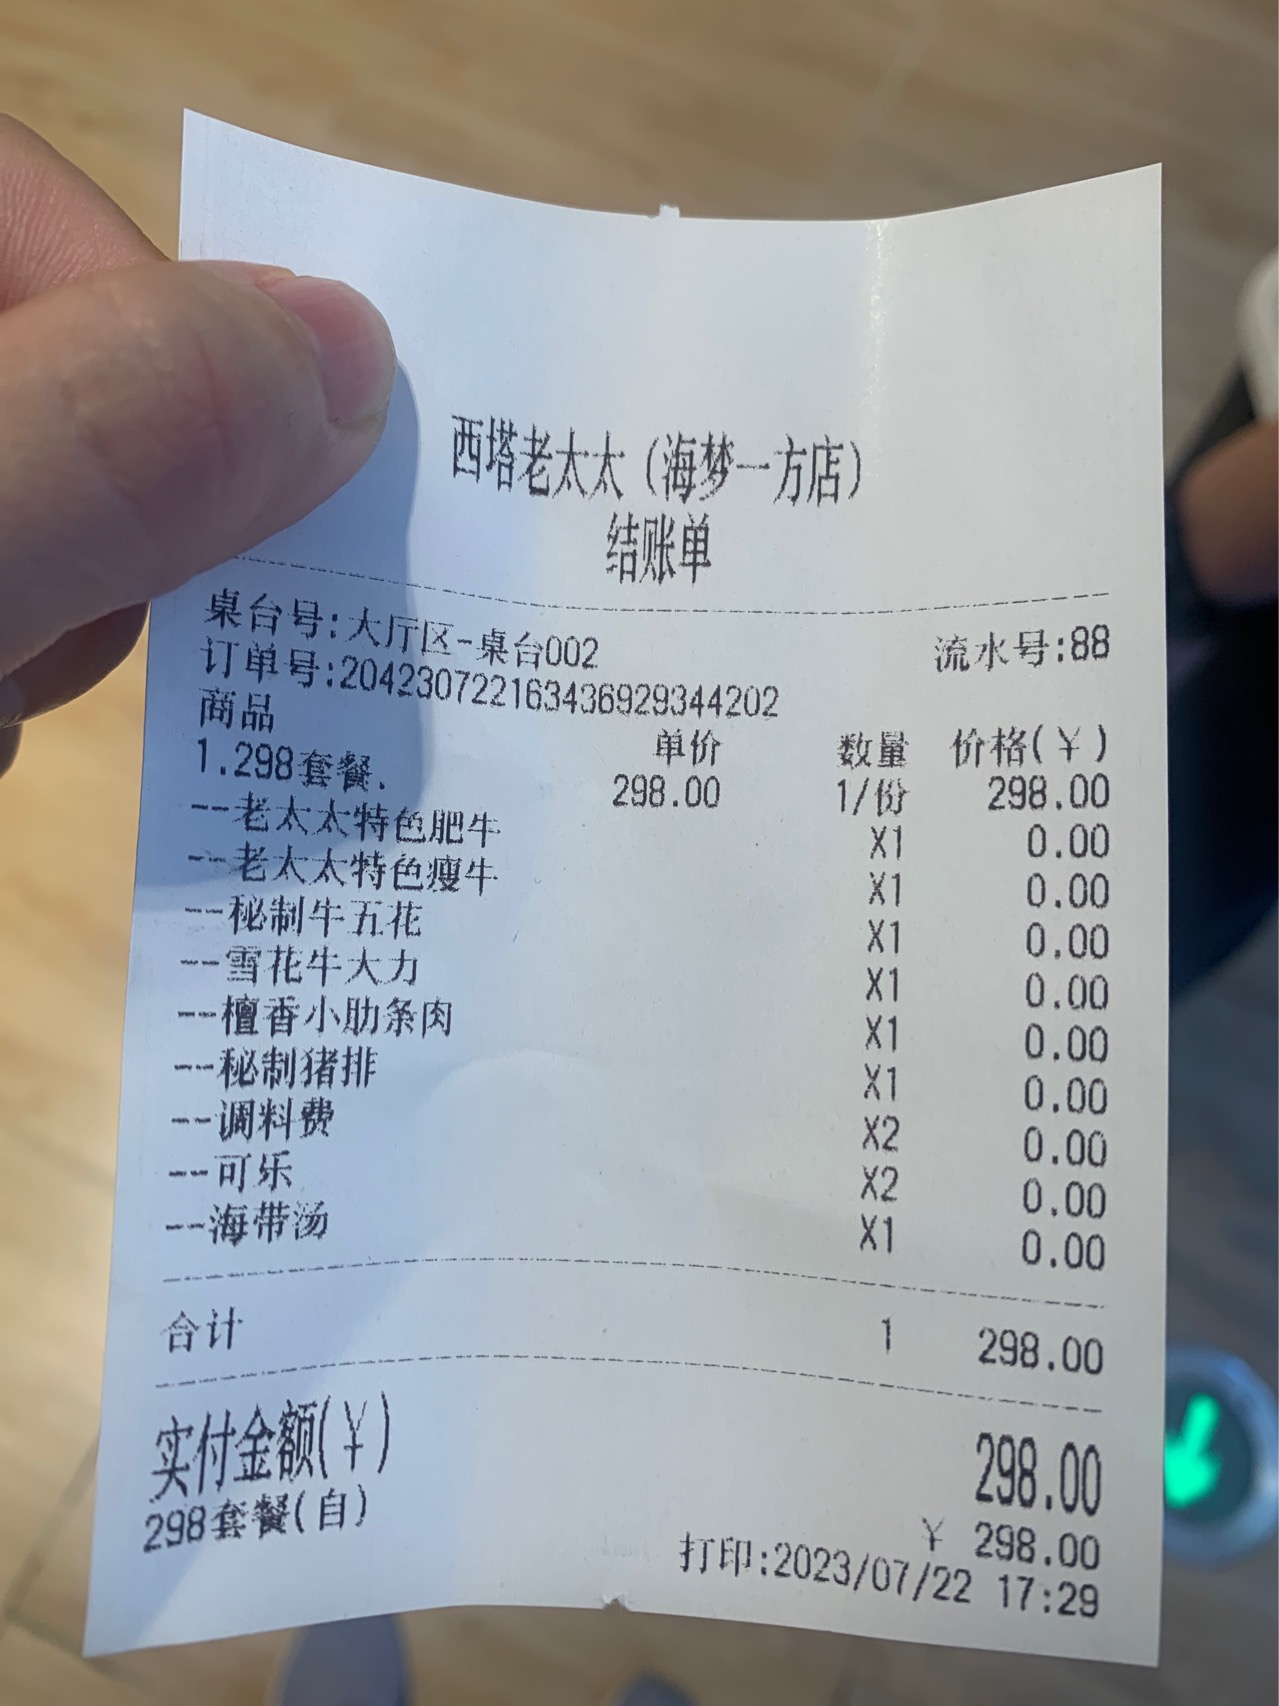 西塔老太太（海梦一方店）
结账单
桌台号:大厅区-桌台002 流水号:88
订单号:204230722163436929344202
商品 单价 数量 价格(¥)
1.298套餐. 298.00 1/份 298.00
--老太太特色肥牛 X1 0.00
--老太太特色瘦牛 X1 0.00
--秘制牛五花 X1 0.00
--雪花牛大力 X1 0.00
--檀香小肋条肉 X1 0.00
--秘制猪排 X1 0.00
--调料费 X2 0.00
--可乐 X2 0.00
--海带汤 X1 0.00
合计 1 298.00
实付金额(¥) 298.00
298套餐(自) ¥ 298.00
打印:2023/07/22 17:29